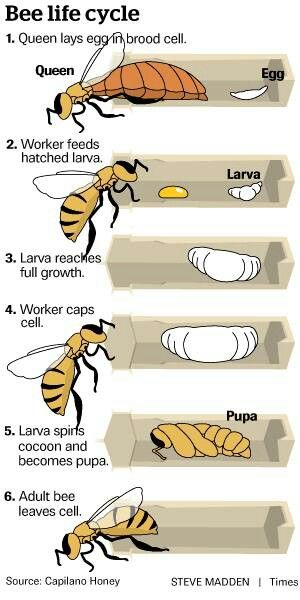 Bee life cycle
1. Queen lays egg in brood cell.
Queen
Egg
2. Worker feeds
hatched larva.
Larva
3. Larva reaches
full growth.
4. Worker caps
cell.
Pupa
5. Larva spins
cocoon and
becomes pupa.
6. Adult bee
leaves cell.
Source: Capilano Honey
STEVE MADDEN | Times